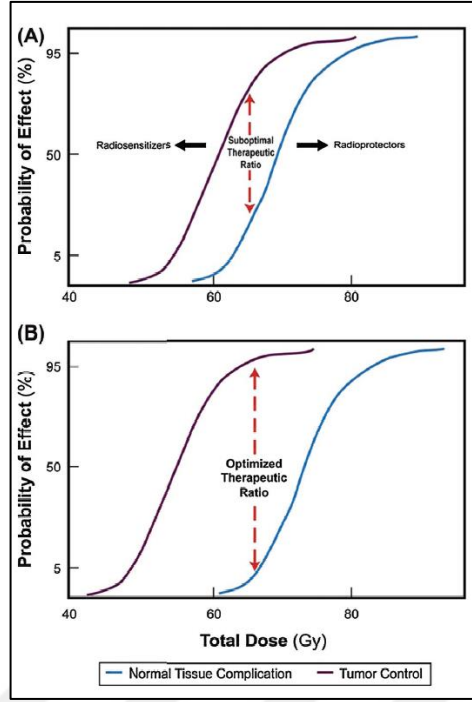 (A)
Probability of Effect (%)
95
50
5
Radiosensitizers
Suboptimal
Therapeutic
Ratio
Radioprotectors
40
60
80
(B)
Probability of Effect (%)
95
50
5
Optimized
Therapeutic
Ratio
40
60
80
Total Dose (Gy)
Normal Tissue Complication
Tumor Control